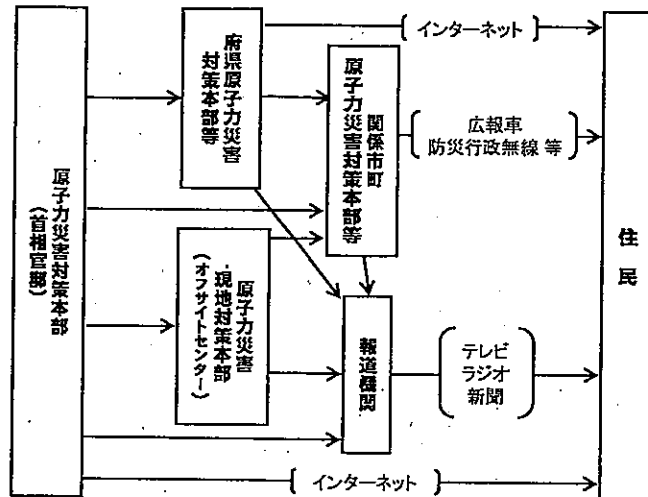 原子力災害対策本部
(首相官邸)
府県原子力災害
対策本部等
原子力災害
現地対策本部
(オフサイトセンター)
関係市町
原子力災害対策本部等
報道機関
インターネット
広報車
防災行政無線 等
テレビ
ラジオ
新聞
インターネット
住民